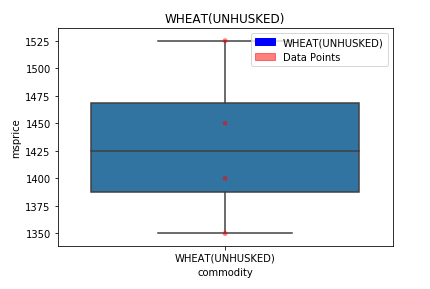 WHEAT(UNHUSKED)
WHEAT(UNHUSKED)
Data Points
1525
1500
1475
1450
1425
1400
1375
1350
msprice
WHEAT(UNHUSKED)
commodity